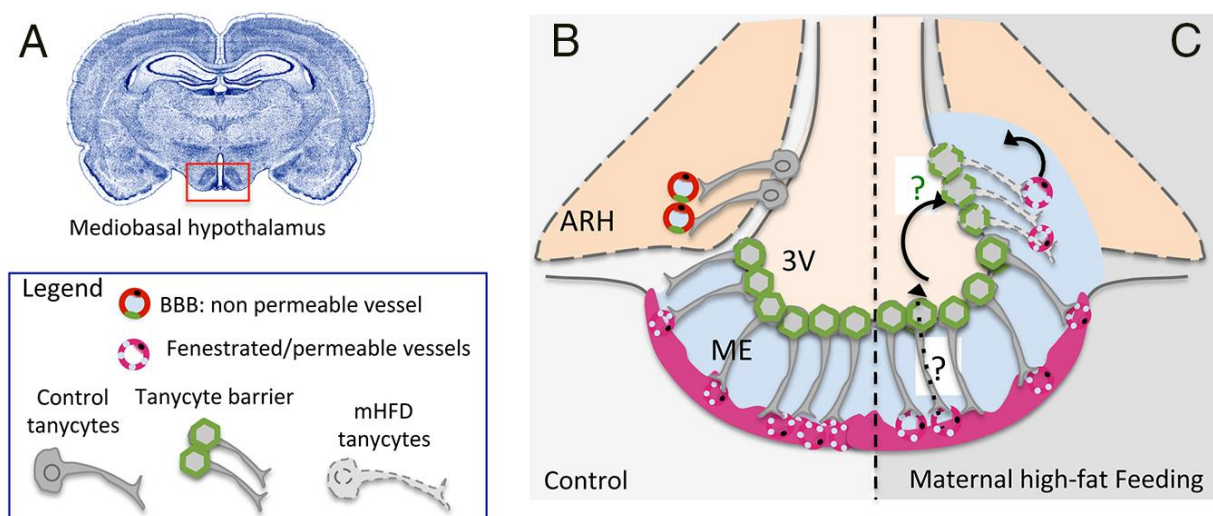 A
Mediobasal hypothalamus
Legend
BBB: non permeable vessel
Fenestrated/permeable vessels
Control
tanycytes
Tanycyte barrier
mHFD
tanycytes
B
C
ARH
?
3V
ME
?
Control
Maternal high-fat Feeding